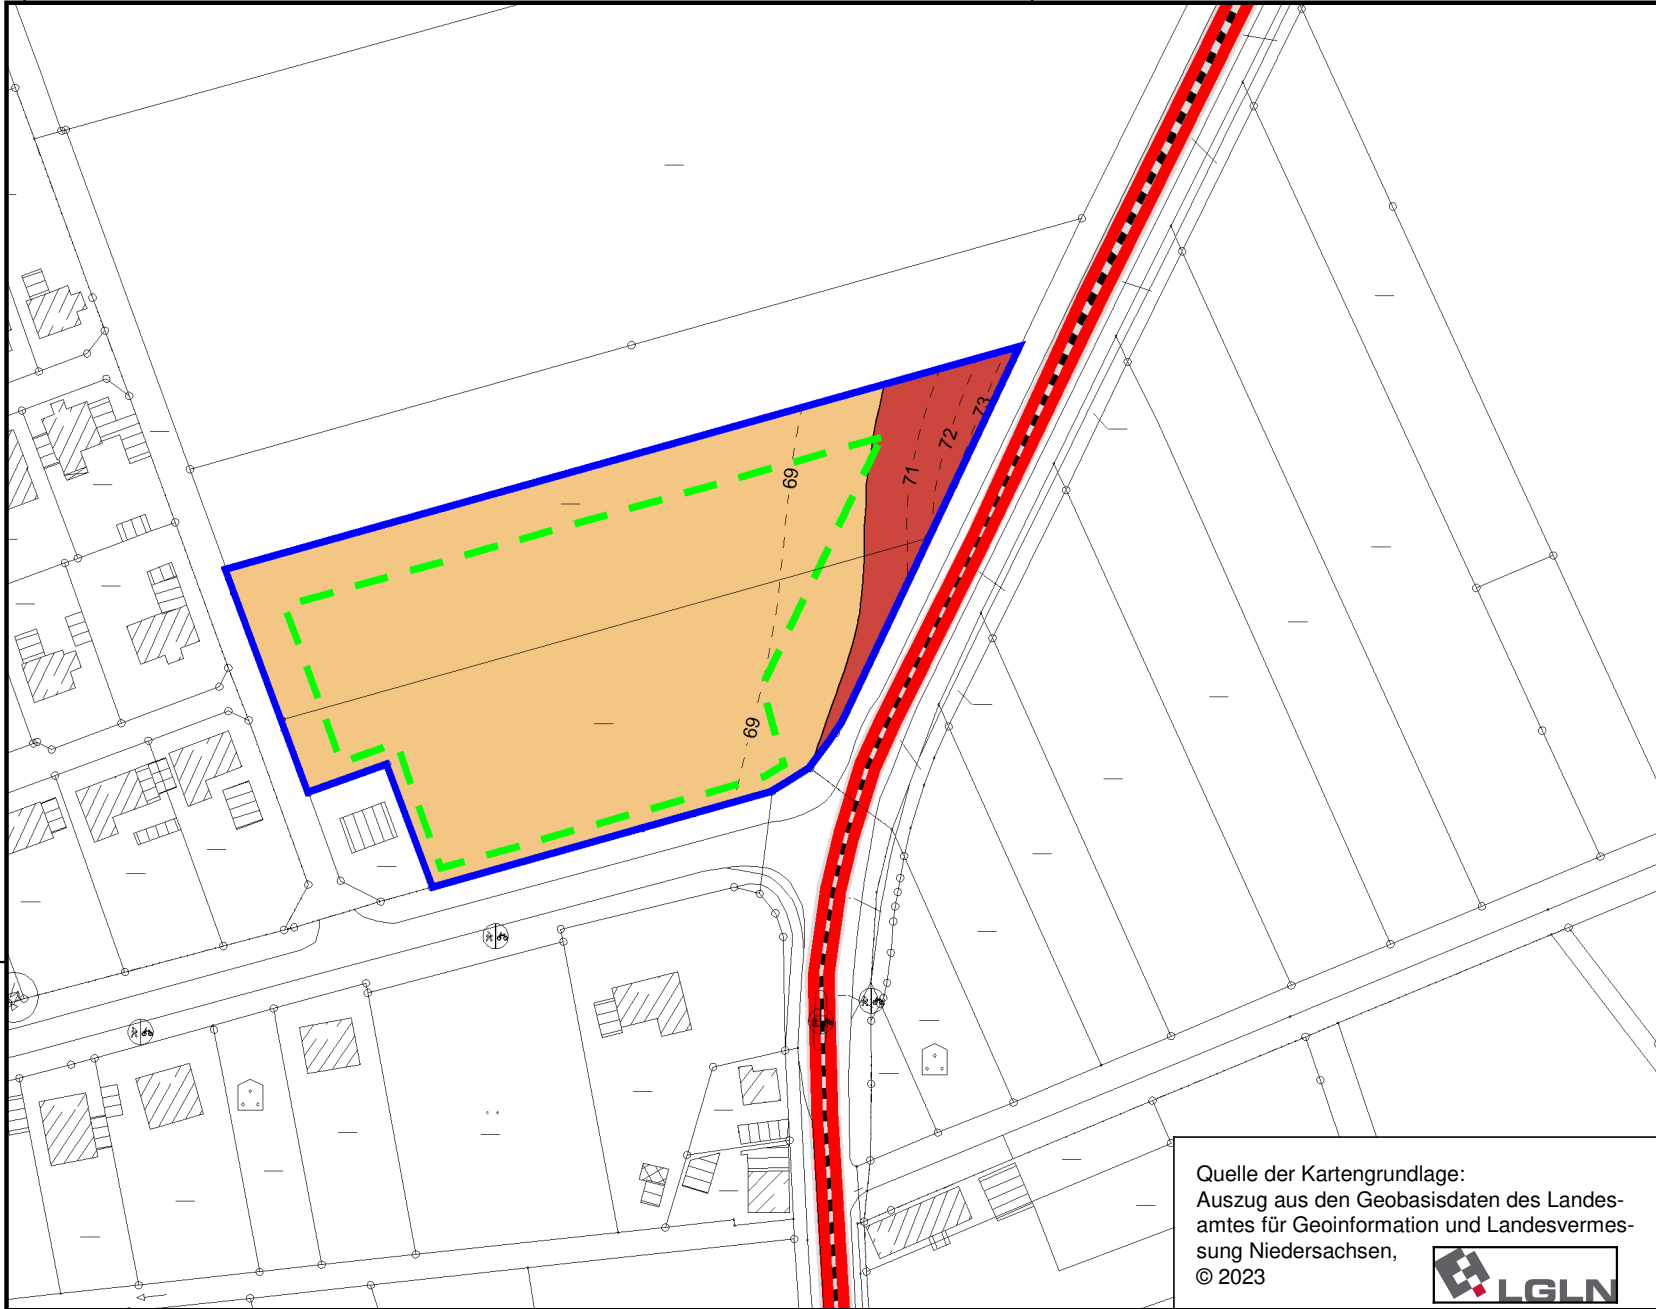 73
72
71
69
69
Quelle der Kartengrundlage:
Auszug aus den Geobasisdaten des Landes-
amtes für Geoinformation und Landesvermes-
sung Niedersachsen,
© 2023
LGLN